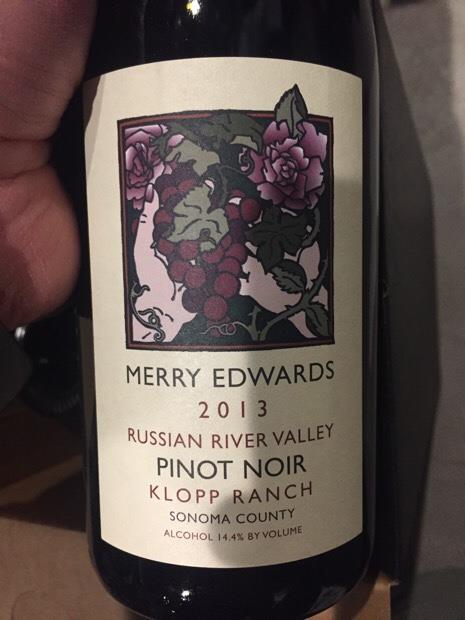 MERRY EDWARDS
2013
RUSSIAN RIVER VALLEY
PINOT NOIR
KLOPP RANCH
SONOMA COUNTY
ALCOHOL 14.4% BY VOLUME